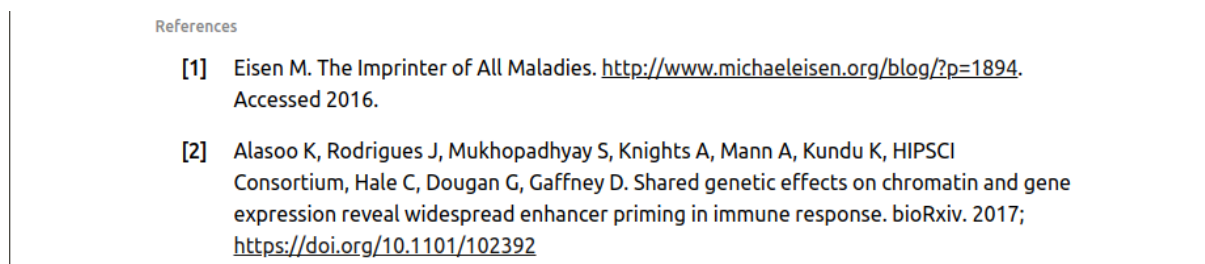 References
[1] Eisen M. The Imprinter of All Maladies. http://www.michaeleisen.org/blog/?p=1894.
Accessed 2016.
[2] Alasoo K, Rodrigues J, Mukhopadhyay S, Knights A, Mann A, Kundu K, HIPSCI
Consortium, Hale C, Dougan G, Gaffney D. Shared genetic effects on chromatin and gene
expression reveal widespread enhancer priming in immune response. bioRxiv. 2017;
https://doi.org/10.1101/102392